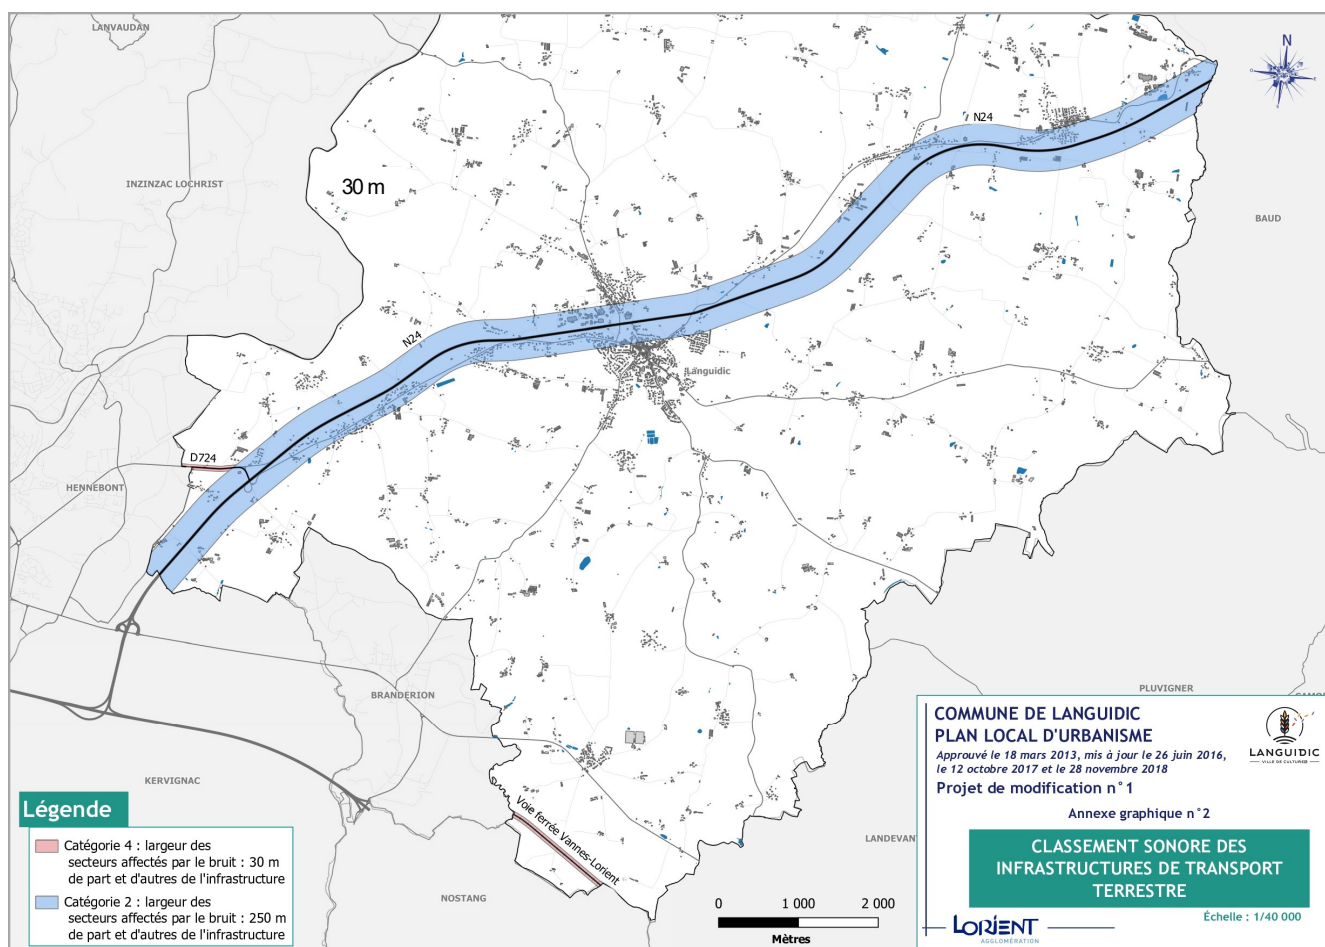 LANVAUDAN
N
N24
INZINZAC LOCHRIST
30 m
BAUD
N24
Languidic
D724
HENNEBONT
BRANDERION
PLUVIGNER
KERVIGNAC
Voie ferrée Vannes-Lorient
LANDEVANT
NOSTANG
Légende
Catégorie 4 : largeur des
secteurs affectés par le bruit : 30 m
de part et d'autres de l'infrastructure
Catégorie 2 : largeur des
secteurs affectés par le bruit : 250 m
de part et d'autres de l'infrastructure
0 1 000 2 000
Mètres
COMMUNE DE LANGUIDIC
PLAN LOCAL D'URBANISME
Approuvé le 18 mars 2013, mis à jour le 26 juin 2016,
le 12 octobre 2017 et le 28 novembre 2018
Projet de modification n°1
Annexe graphique n°2
LANGUIDIC
VILLE DE CULTURES
CLASSEMENT SONORE DES
INFRASTRUCTURES DE TRANSPORT
TERRESTRE
Échelle : 1/40 000
LORIENT
AGGLOMÉRATION